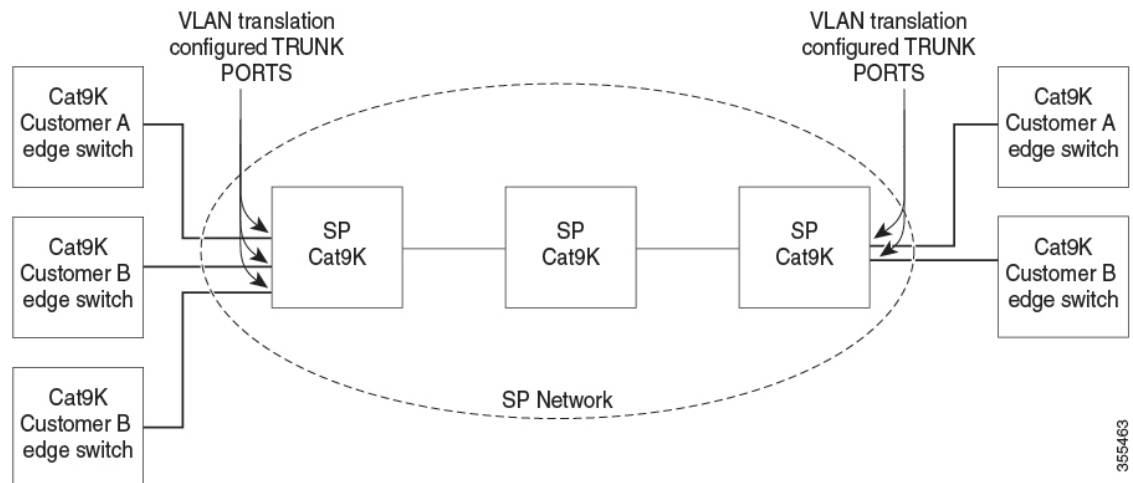 VLAN translation
configured TRUNK
PORTS
VLAN translation
configured TRUNK
PORTS
Cat9K
Customer A
edge switch
Cat9K
Customer B
edge switch
Cat9K
Customer B
edge switch
SP
Cat9K
SP
Cat9K
SP
Cat9K
Cat9K
Customer A
edge switch
Cat9K
Customer B
edge switch
SP Network
355463